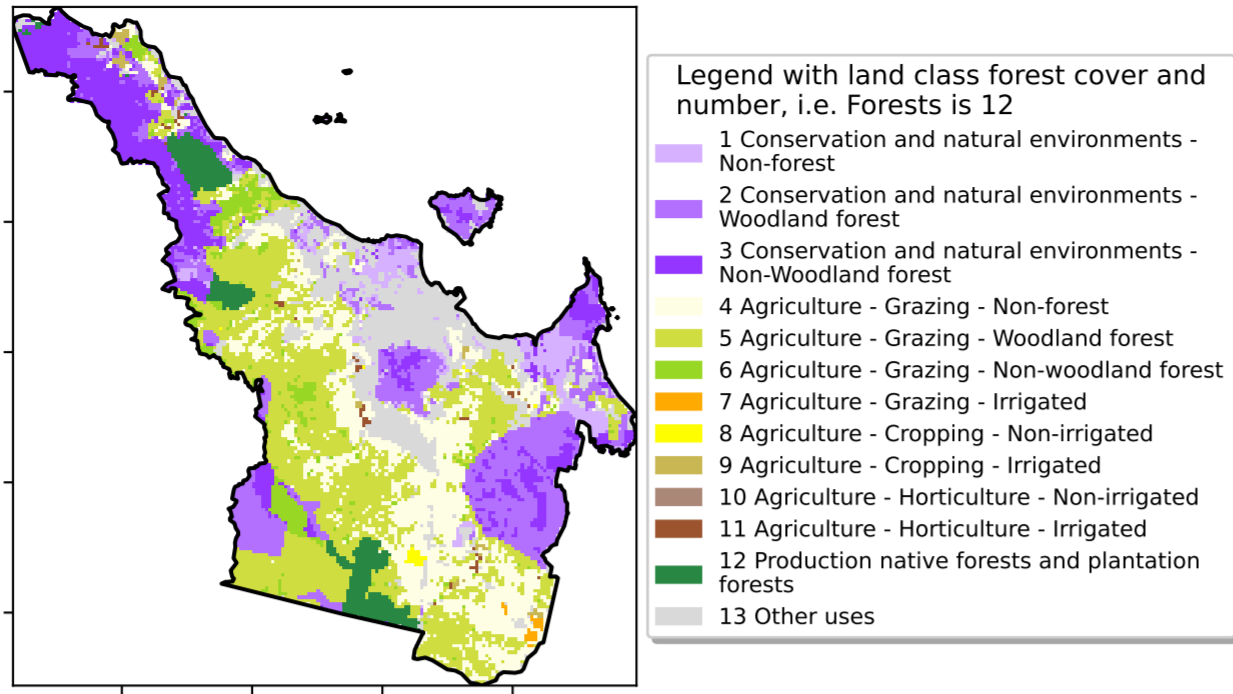 Legend with land class forest cover and
number, i.e. Forests is 12
1 Conservation and natural environments -
Non-forest
2 Conservation and natural environments -
Woodland forest
3 Conservation and natural environments -
Non-Woodland forest
4 Agriculture - Grazing - Non-forest
5 Agriculture - Grazing - Woodland forest
6 Agriculture - Grazing - Non-woodland forest
7 Agriculture - Grazing - Irrigated
8 Agriculture - Cropping - Non-irrigated
9 Agriculture - Cropping - Irrigated
10 Agriculture - Horticulture - Non-irrigated
11 Agriculture - Horticulture - Irrigated
12 Production native forests and plantation
forests
13 Other uses